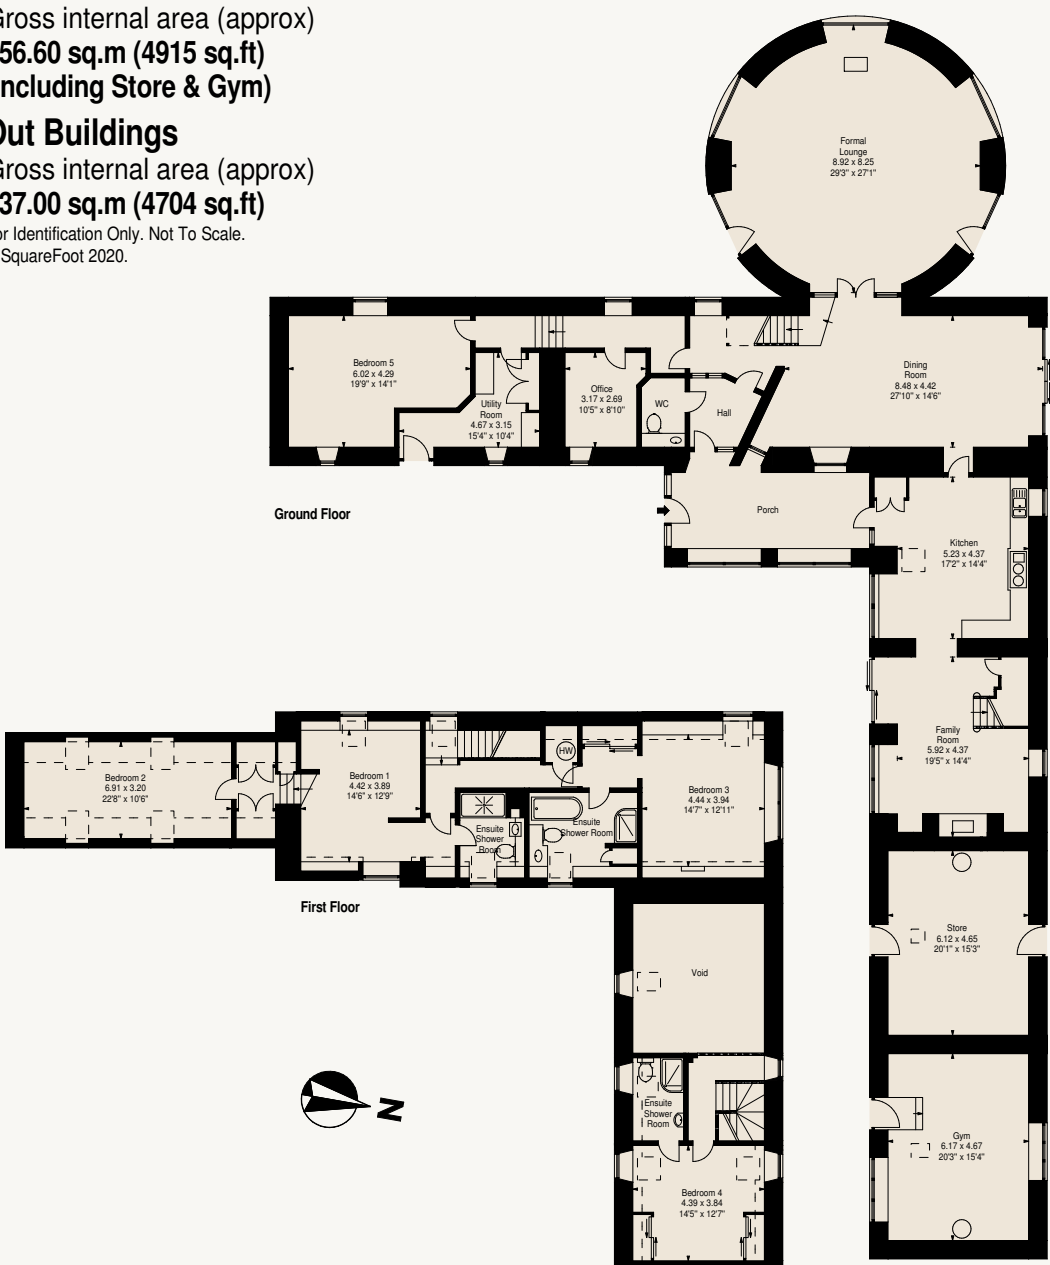 Gross internal area (approx)
56.60 sq.m (4915 sq.ft)
ncluding Store & Gym)
Out Buildings
Gross internal area (approx)
37.00 sq.m (4704 sq.ft)
or Identification Only. Not To Scale.
SquareFoot 2020.
Formal
Lounge
8.92 x 8.25
29'3" x 27'1"
Bedroom 5
6.02 x 4.29
19'9" x 14'1"
Utility
Room
4.67 x 3.15
15'4" x 10'4"
Office
3.17 x 2.69
10'5" x 8'10"
WC
Hall
Dining
Room
8.48 x 4.42
27'10" x 14'6"
Ground Floor
Porch
Kitchen
5.23 x 4.37
17'2" x 14'4"
Family
Room
5.92 x 4.37
19'5" x 14'4"
Bedroom 2
6.91 x 3.20
22'8" x 10'6"
Bedroom 1
4.42 x 3.89
14'6" x 12'9"
HW
Ensuite
Shower
Room
Ensuite
Shower Room
Bedroom 3
4.44 x 3.94
14'7" x 12'11"
First Floor
Store
6.12 x 4.65
20'1" x 15'3"
Void
N
Ensuite
Shower
Room
Gym
6.17 x 4.67
20'3" x 15'4"
Bedroom 4
4.39 x 3.84
14'5" x 12'7"